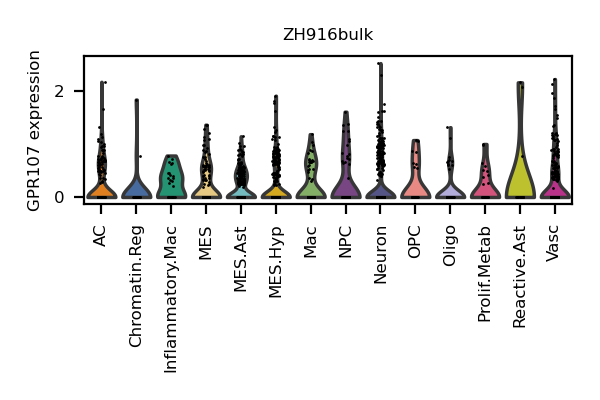 ZH916bulk
GPR107 expression
2
0
AC
Chromatin.Reg
Inflammatory.Mac
MES
MES.Ast
MES.Hyp
Mac
NPC
Neuron
OPC
Oligo
Prolif.Metab
Reactive.Ast
Vasc